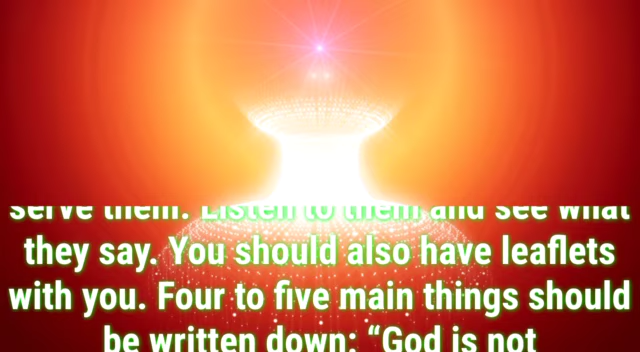 serve them. Listen to them and see what
they say. You should also have leaflets
with you. Four to five main things should
be written down: “God is not